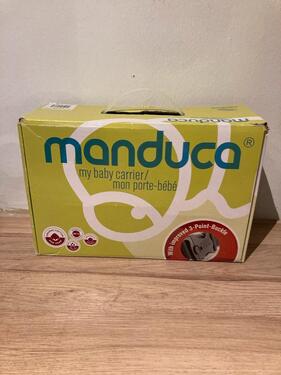 manduca
manduca®
my baby carrier/
mon porte-bébé
With improved 3-Point-Buckle